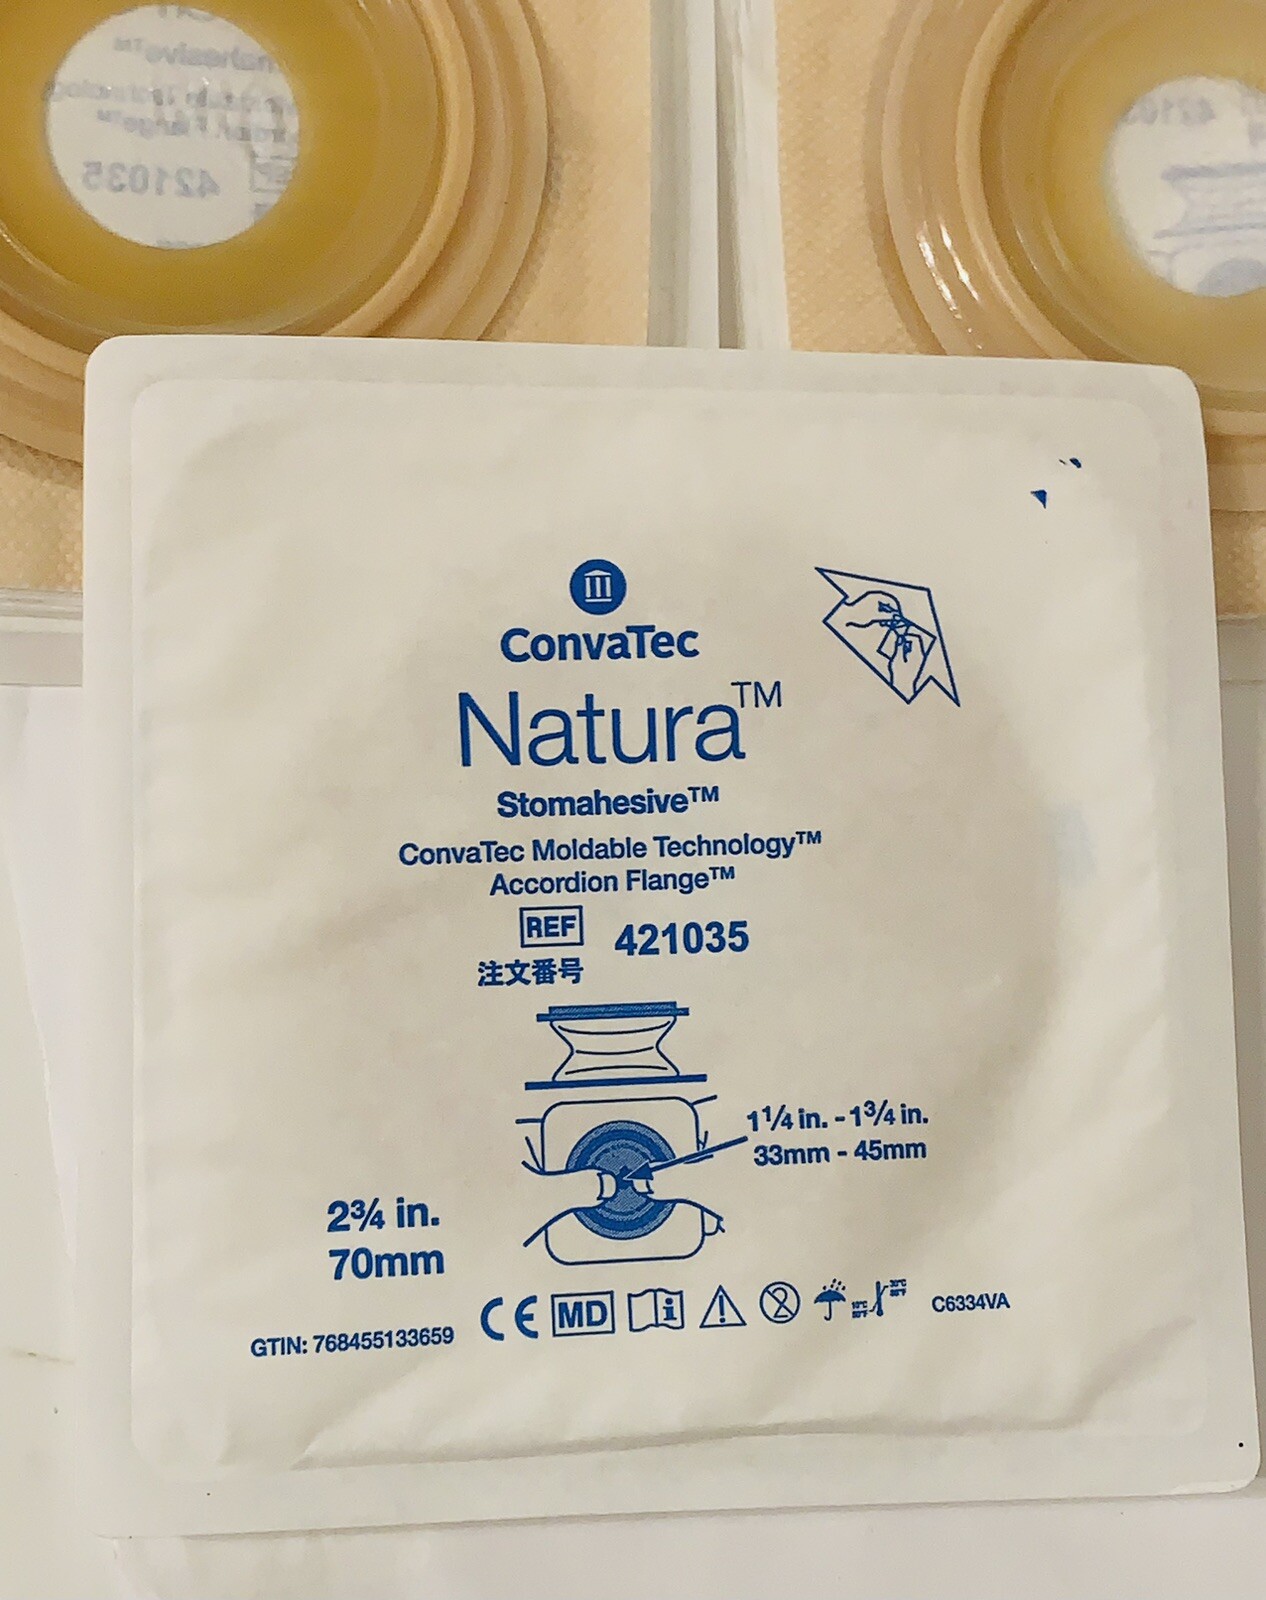 421035
ConvaTec
Natura™
Stomahesive™
ConvaTec Moldable Technology™
Accordion Flange™
REF 421035
注文番号
1¼ in. - 1¾ in.
33mm - 45mm
2¾ in.
70mm
CE MD i 2 C6334VA
GTIN: 768455133659